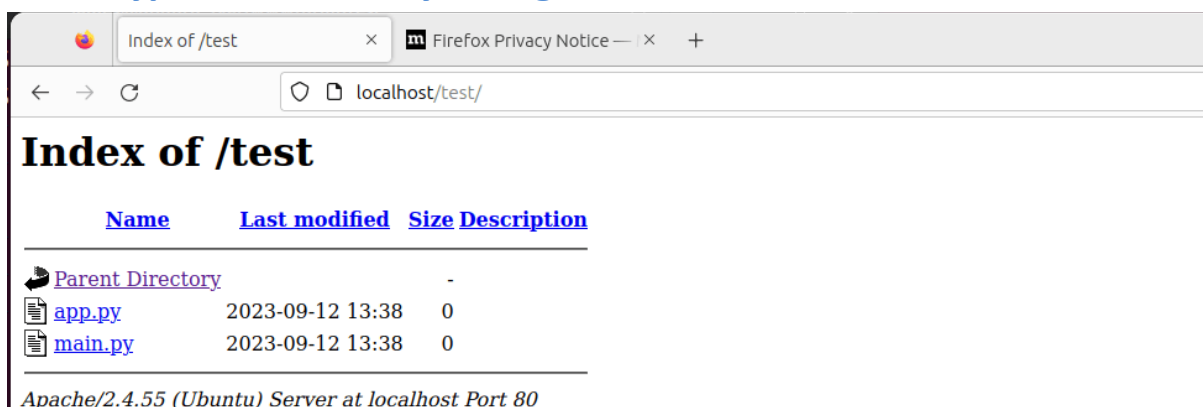 Index of /test
Firefox Privacy Notice —
localhost/test/
Index of /test
Name Last modified Size Description
Parent Directory -
app.py 2023-09-12 13:38 0
main.py 2023-09-12 13:38 0
Apache/2.4.55 (Ubuntu) Server at localhost Port 80